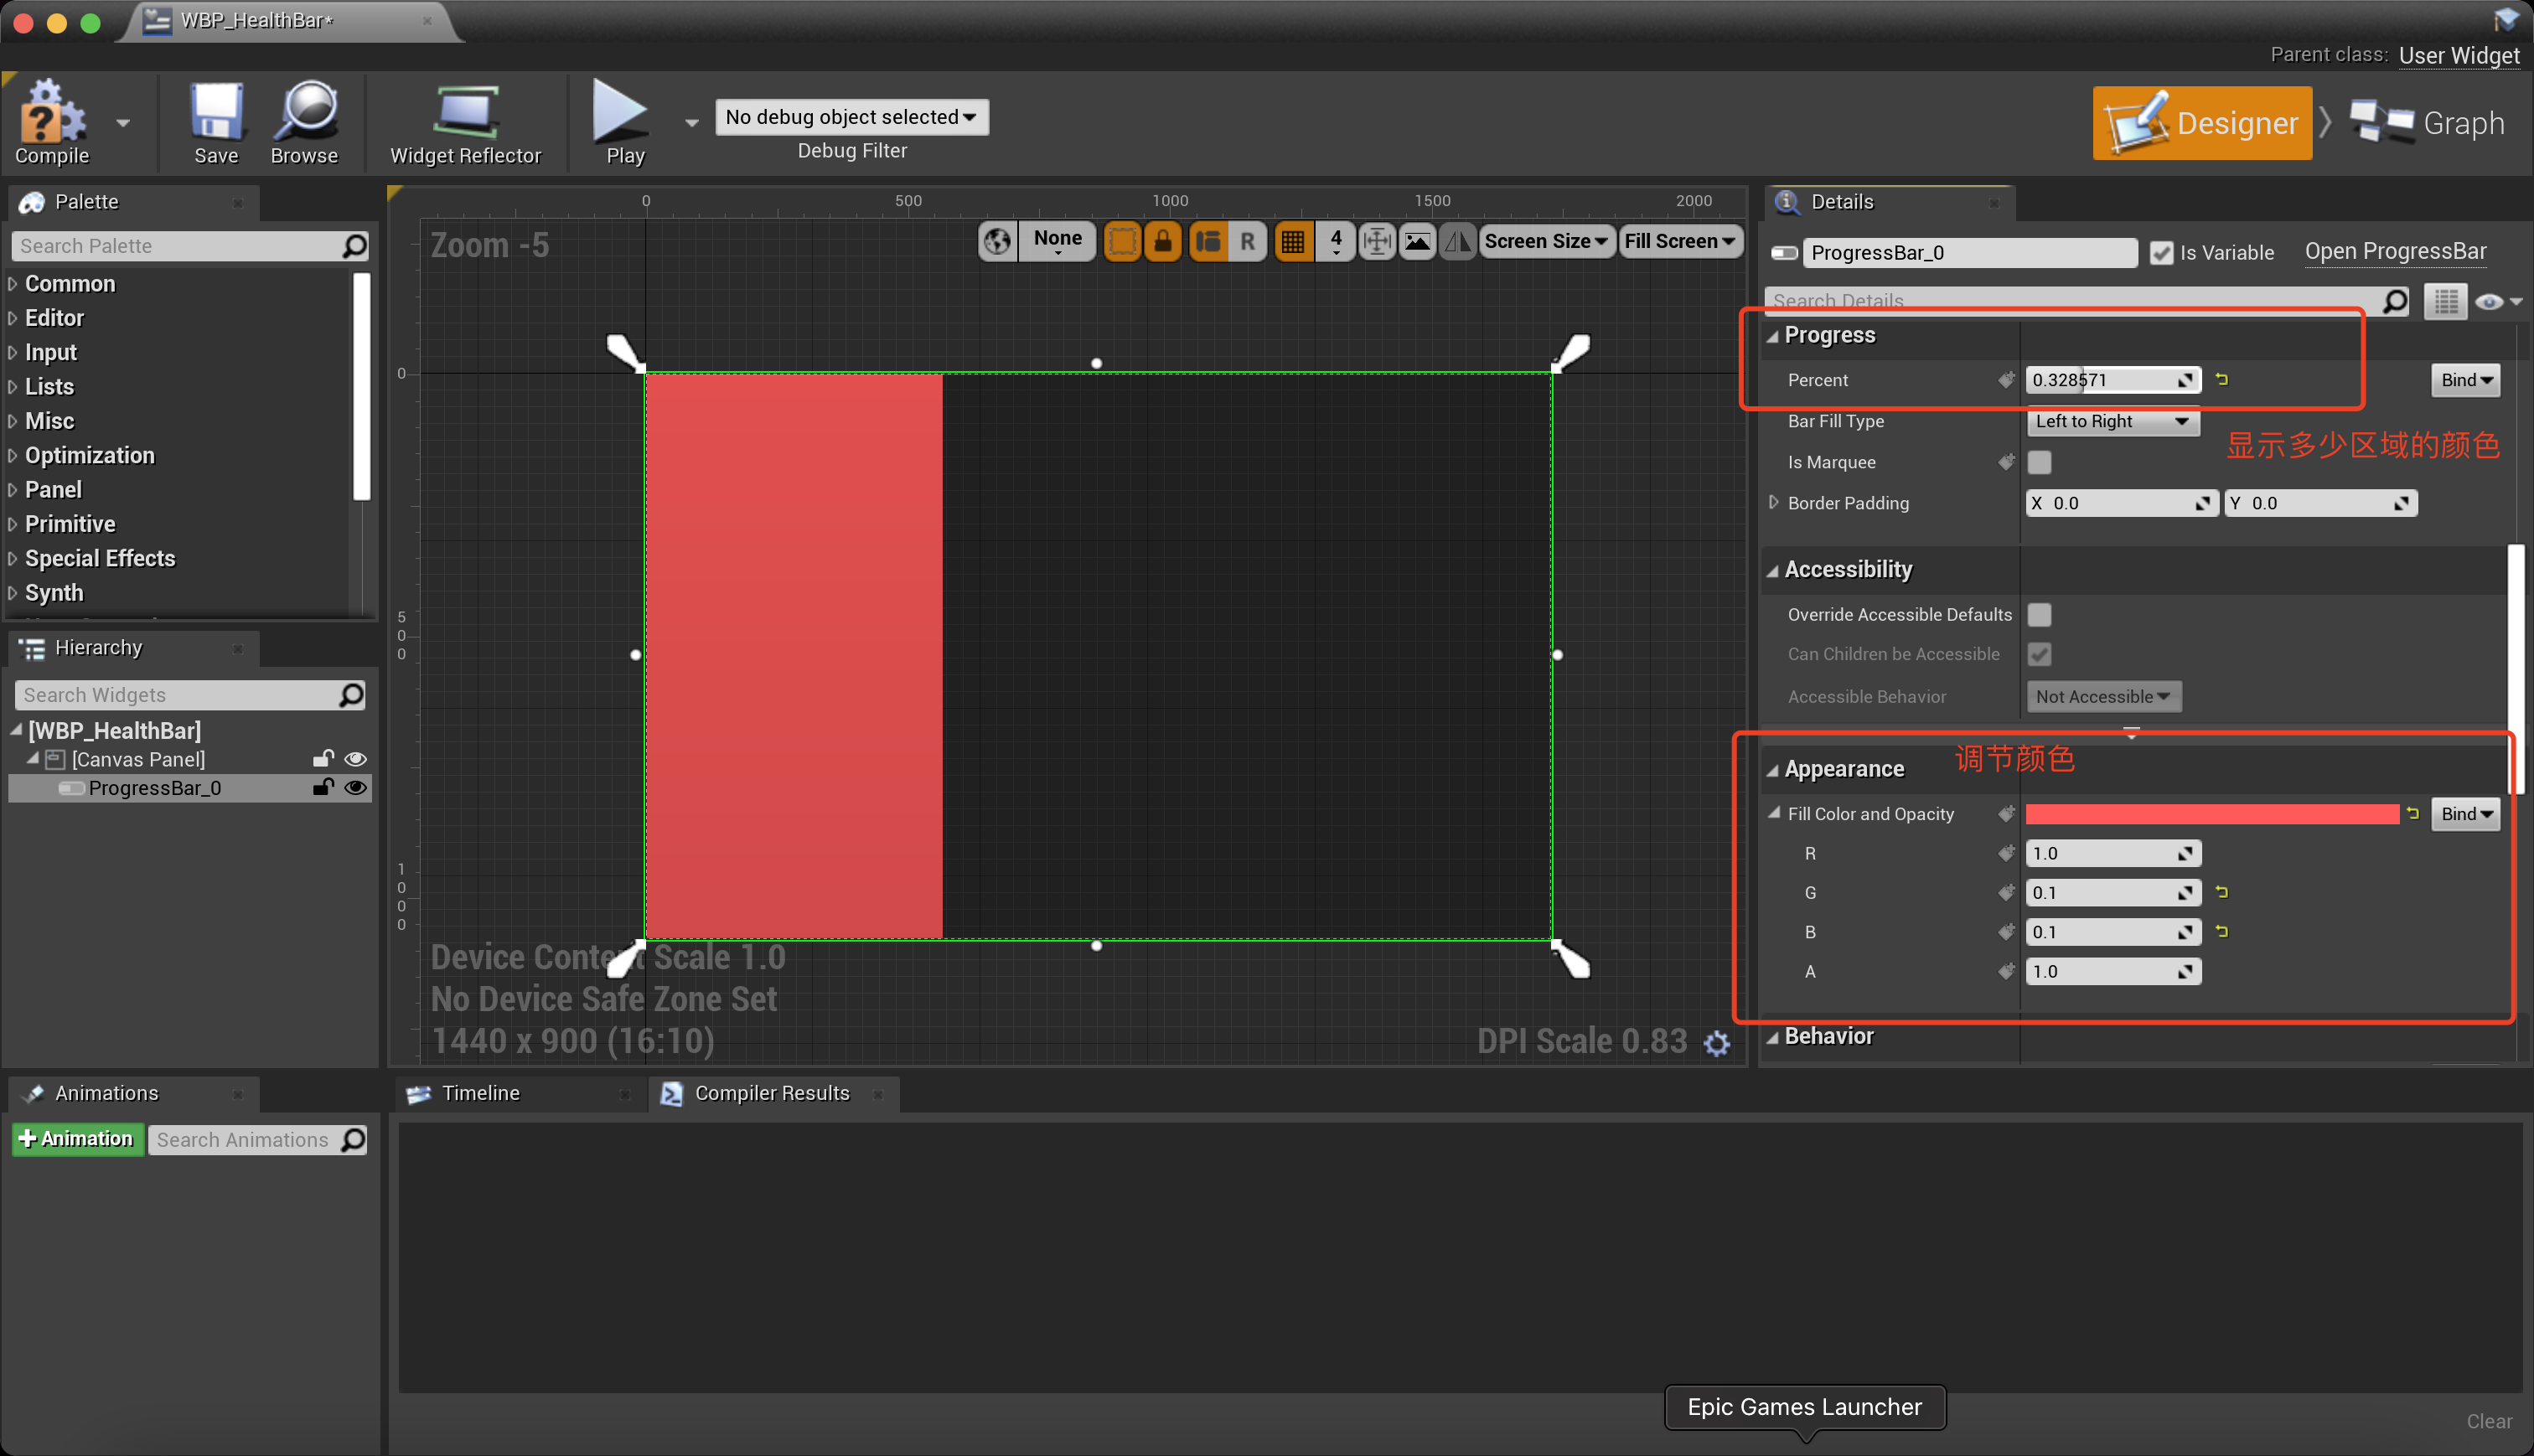 WBP_HealthBar*
Parent class: User Widget
Compile
Save
Browse
Widget Reflector
Play
No debug object selected
Debug Filter
Designer
Graph
Palette
Search Palette
Common
Editor
Input
Lists
Misc
Optimization
Panel
Primitive
Special Effects
Synth
Hierarchy
Search Widgets
[WBP_HealthBar]
[Canvas Panel]
ProgressBar_0
0
500
1000
1500
2000
Zoom -5
None
R
4
Screen Size
Fill Screen
0
500
1000
Device Content Scale 1.0
No Device Safe Zone Set
1440 x 900 (16:10)
DPI Scale 0.83
Details
ProgressBar_0
Is Variable
Open ProgressBar
Search Details
Progress
Percent
0.328571
Bind
Bar Fill Type
Left to Right
显示多少区域的颜色
Is Marquee
Border Padding
X 0.0
Y 0.0
Accessibility
Override Accessible Defaults
Can Children be Accessible
Accessible Behavior
Not Accessible
Appearance
调节颜色
Fill Color and Opacity
Bind
R
1.0
G
0.1
B
0.1
A
1.0
Behavior
Animations
+ Animation
Search Animations
Timeline
Compiler Results
Epic Games Launcher
Clear